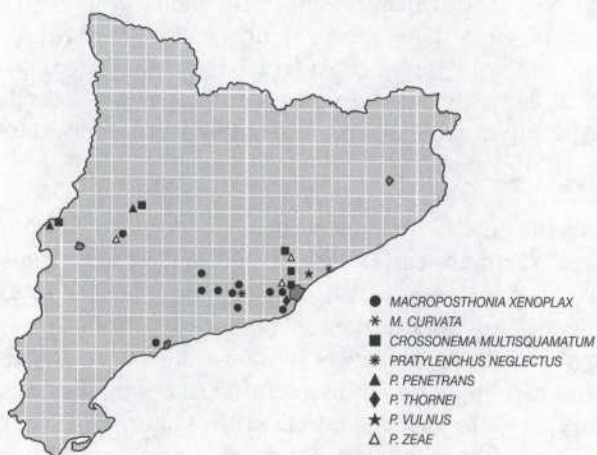 MACROPOSTHONIA XENOPLAX
M. CURVATA
CROSSONEMA MULTISQUAMATUM
PRATYLENCHUS NEGLECTUS
P. PENETRANS
P. THORNEI
P. VULNUS
P. ZEAE